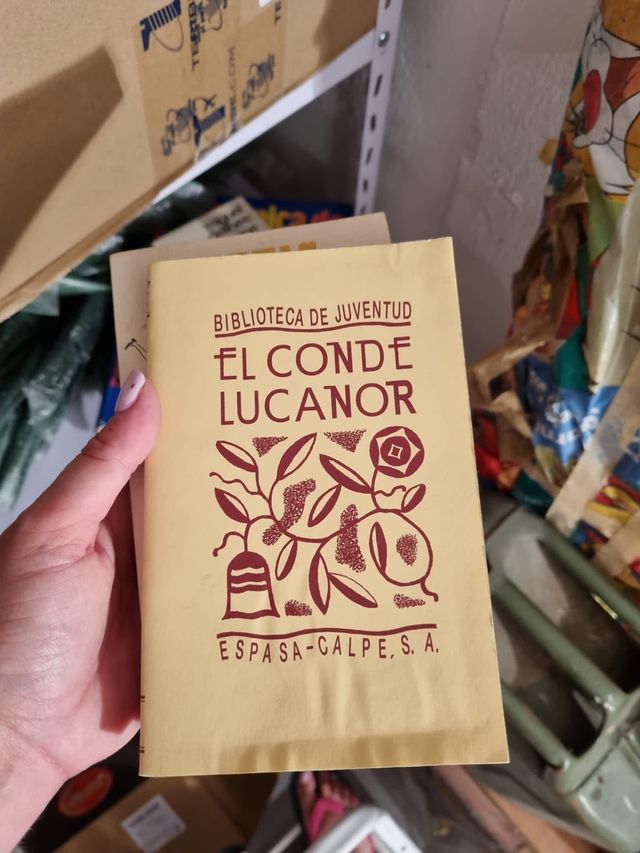 BIBLIOTECA DE JUVENTUD
EL CONDE
LUCANOR
ESPASA-CALPE, S. A.